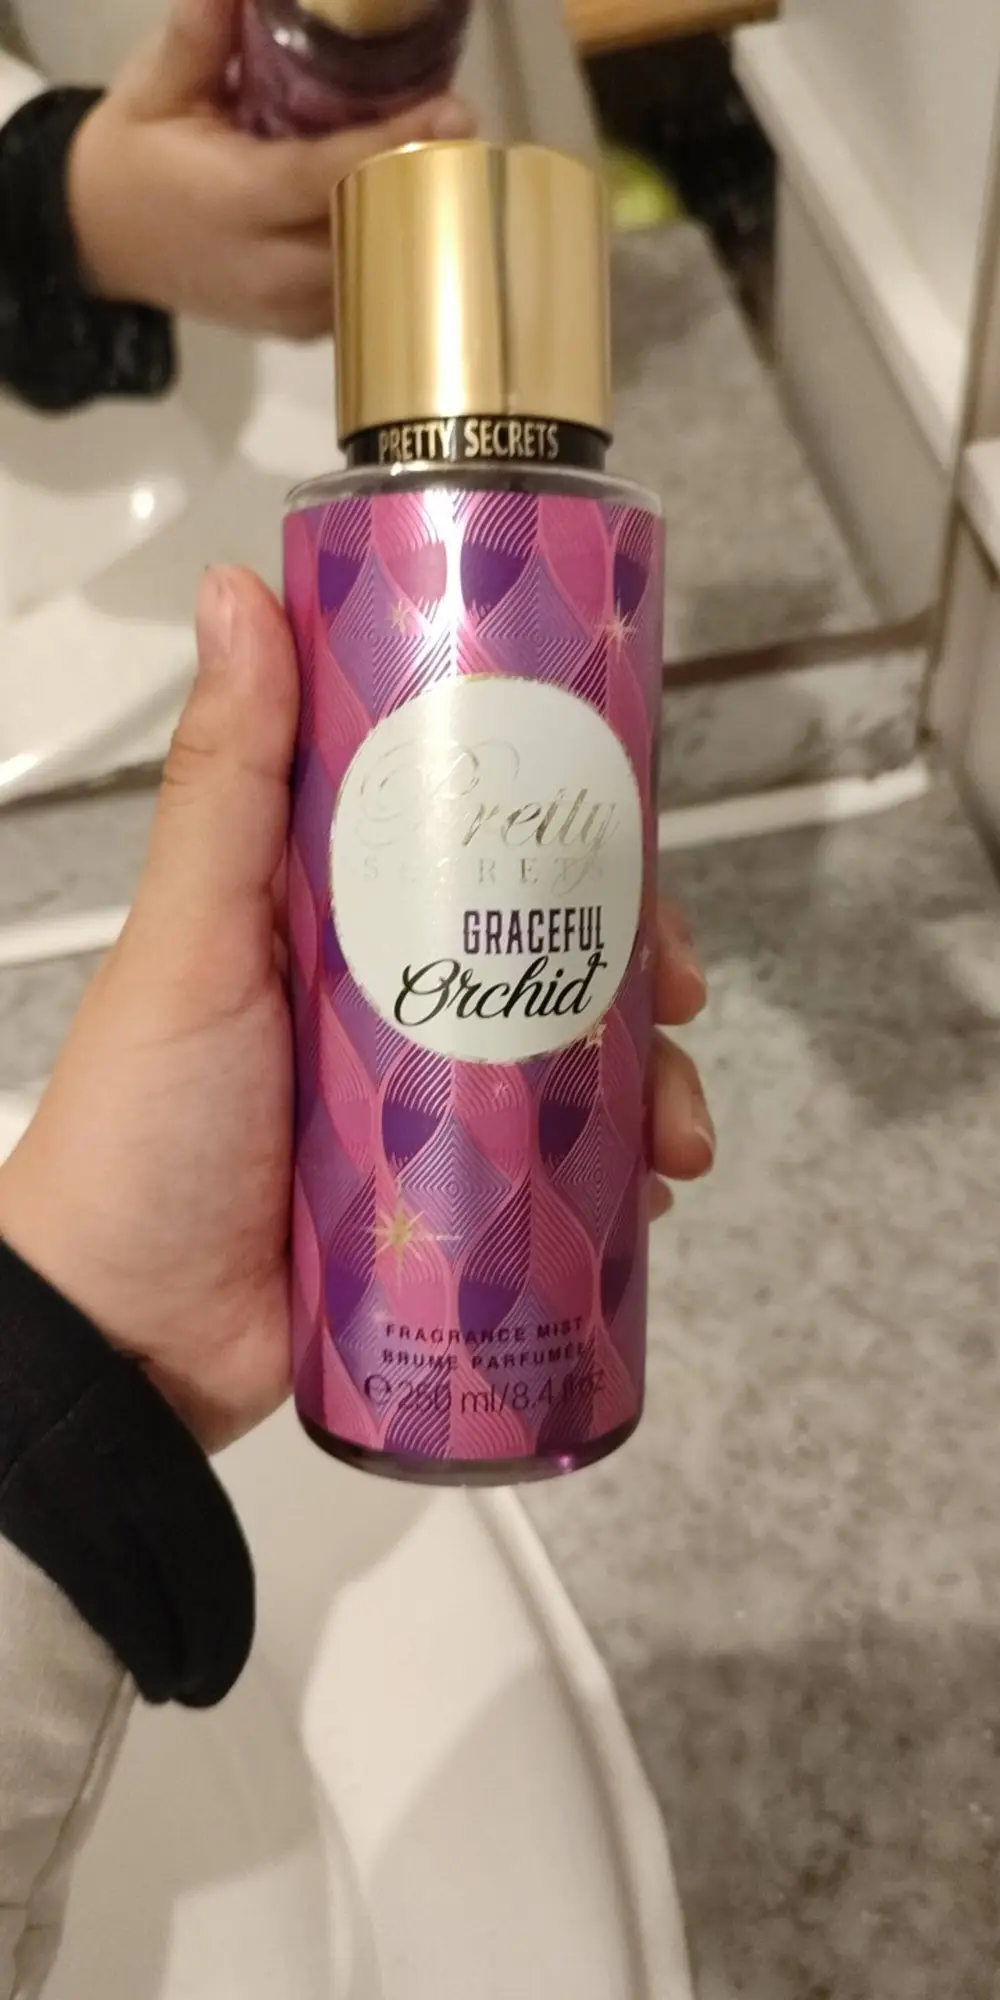 PRETTY SECRETS
Pretty
SECRETS
GRACEFUL
Orchid
FRAGRANCE MIST
BRUME PARFUMÉE
℮ 250 ml/8.4 fl oz